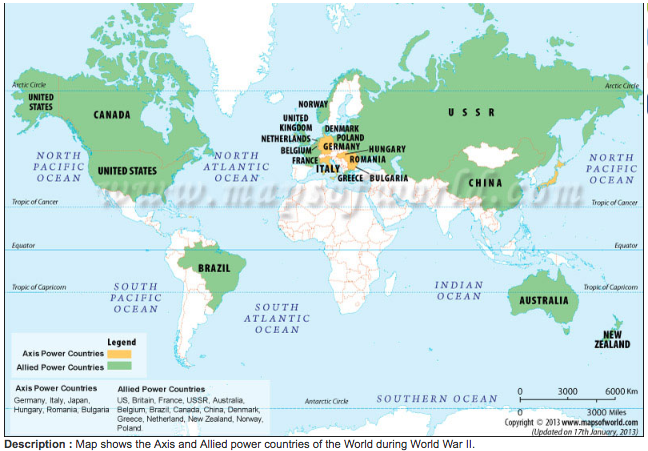 Arctic Circle
Arctic Circle
UNITED
STATES
CANADA
NORWAY
U S S R
UNITED
KINGDOM
DENMARK
NETHERLANDS
POLAND
BELGIUM
GERMANY
HUNGARY
FRANCE
ROMANIA
ITALY
GREECE
BULGARIA
NORTH
PACIFIC
OCEAN
UNITED STATES
NORTH
ATLANTIC
OCEAN
CHINA
NORTH
PACIFIC
OCEAN
www.mapsofworld.com
Tropic of Cancer
Tropic of Cancer
Equator
Equator
BRAZIL
Tropic of Capricorn
Tropic of Capricorn
SOUTH
PACIFIC
OCEAN
SOUTH
ATLANTIC
OCEAN
INDIAN
OCEAN
AUSTRALIA
NEW
ZEALAND
Legend
Axis Power Countries
Allied Power Countries
Axis Power Countries
Germany, Italy, Japan,
Hungary, Romania, Bulgaria
Allied Power Countries
US, Britain, France, USSR, Australia,
Belgium, Brazil, Canada, China, Denmark,
Greece, Netherland, New Zealand, Norway,
Poland.
Antarctic Circle
SOUTHERN OCEAN
0 3000 6000 Km
0 3000 Miles
Copyright © 2013 www.mapsofworld.com
(Updated on 17th January, 2013)
Description : Map shows the Axis and Allied power countries of the World during World War II.